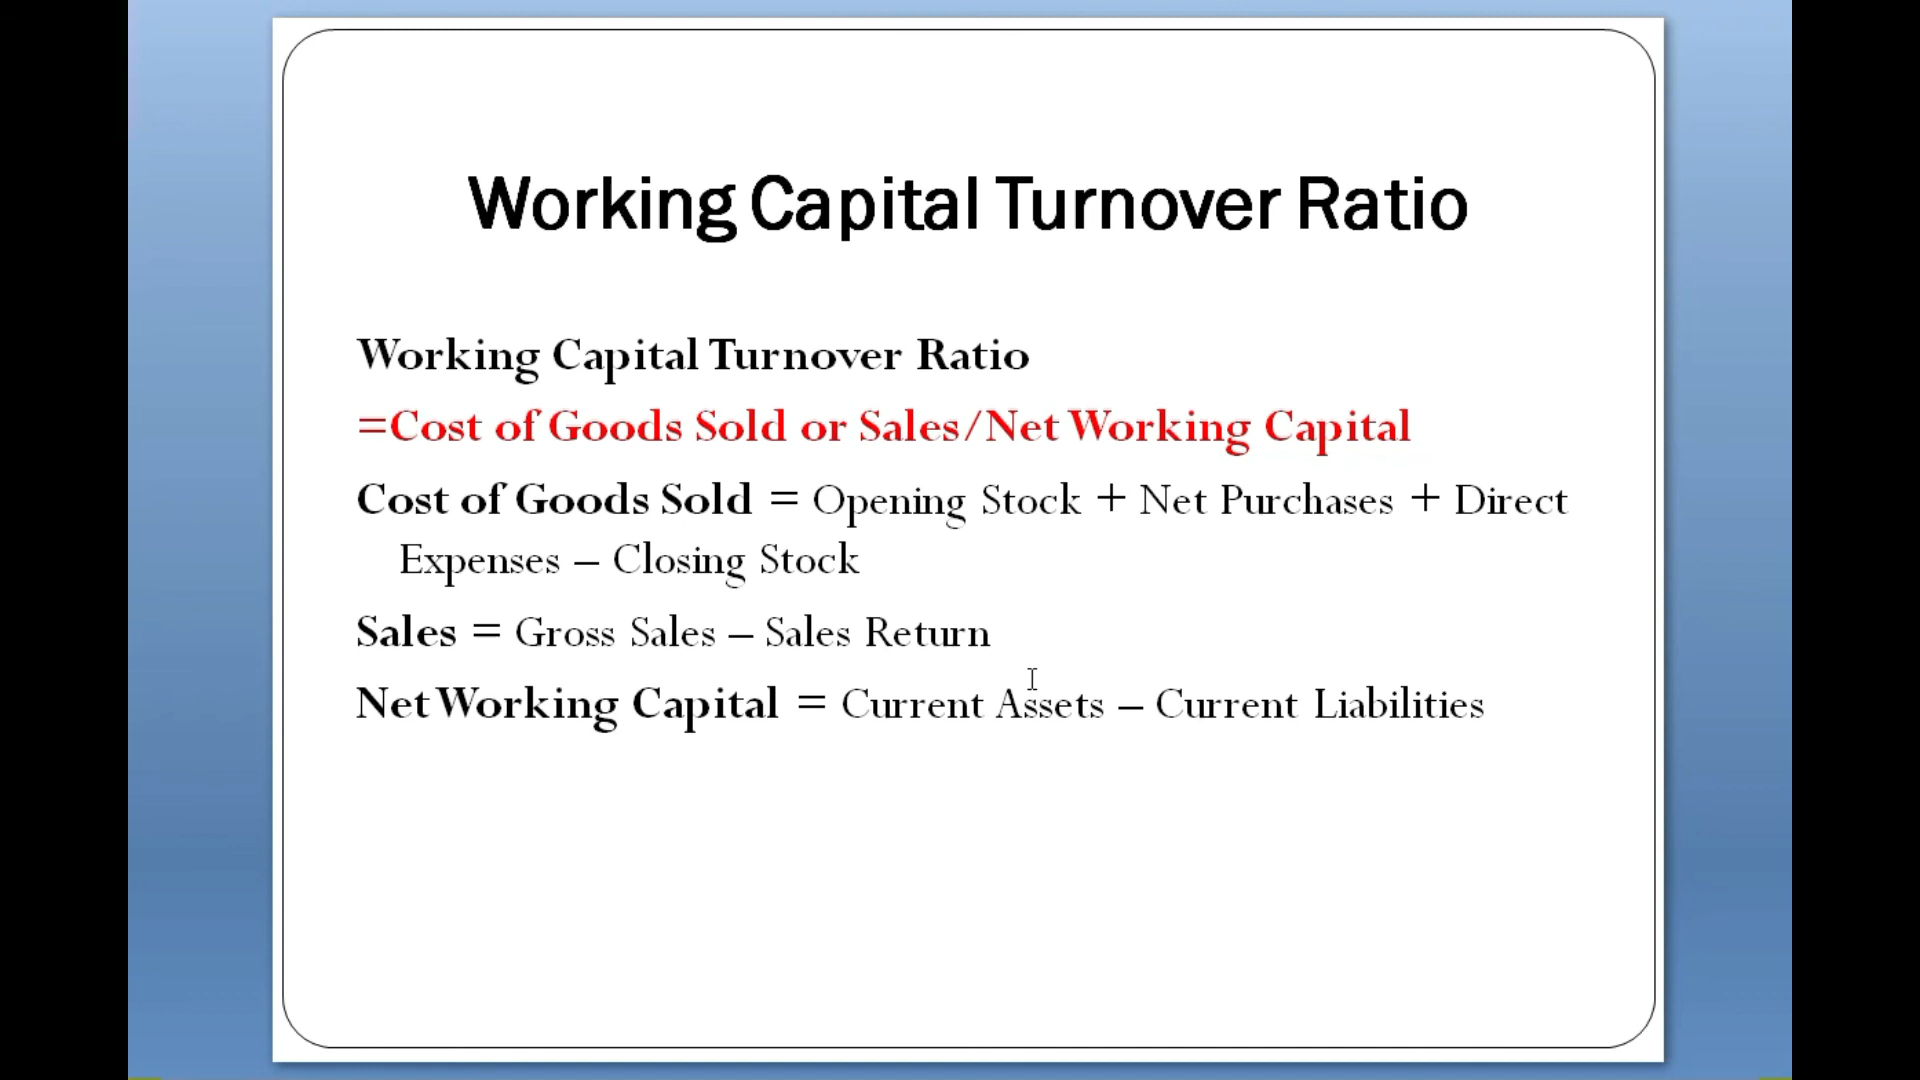 Working Capital Turnover Ratio
Working Capital Turnover Ratio
=Cost of Goods Sold or Sales/Net Working Capital
Cost of Goods Sold = Opening Stock + Net Purchases + Direct
Expenses – Closing Stock
Sales = Gross Sales – Sales Return
Net Working Capital = Current Assets – Current Liabilities